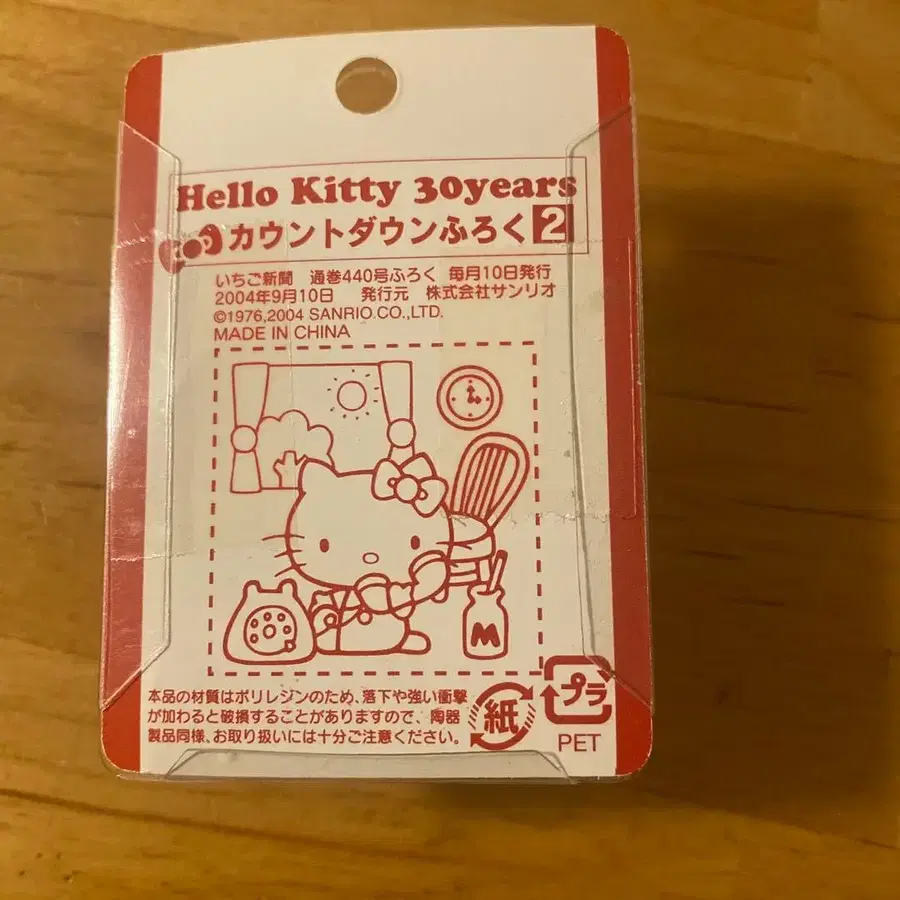 Hello Kitty 30years
カウントダウンふろく2
いちご新聞 通巻440号ふろく 毎月10日発行
2004年9月10日 発行元 株式会社サンリオ
©1976,2004 SANRIO.CO.,LTD.
MADE IN CHINA
M
本品の材質はポリレジンのため、落下や強い衝撃
が加わると破損することがありますので、陶器
製品同様、お取り扱いには十分ご注意ください。
紙
プラ
PET